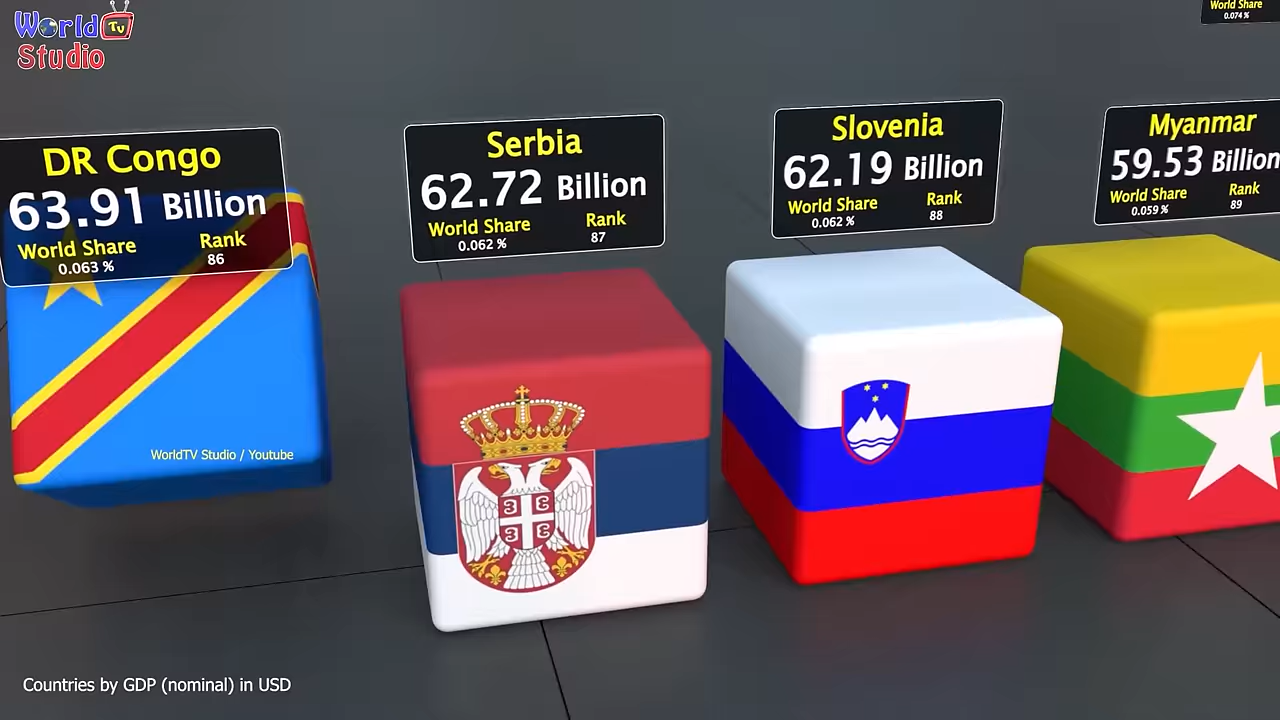 World Tv
Studio
World Share
0.074 %
DR Congo
63.91 Billion
World Share
Rank
0.063 %
86
Serbia
62.72 Billion
World Share
Rank
0.062 %
87
Slovenia
62.19 Billion
World Share
Rank
0.062 %
88
Myanmar
59.53 Billion
World Share
Rank
0.059 %
89
WorldTV Studio / Youtube
Countries by GDP (nominal) in USD